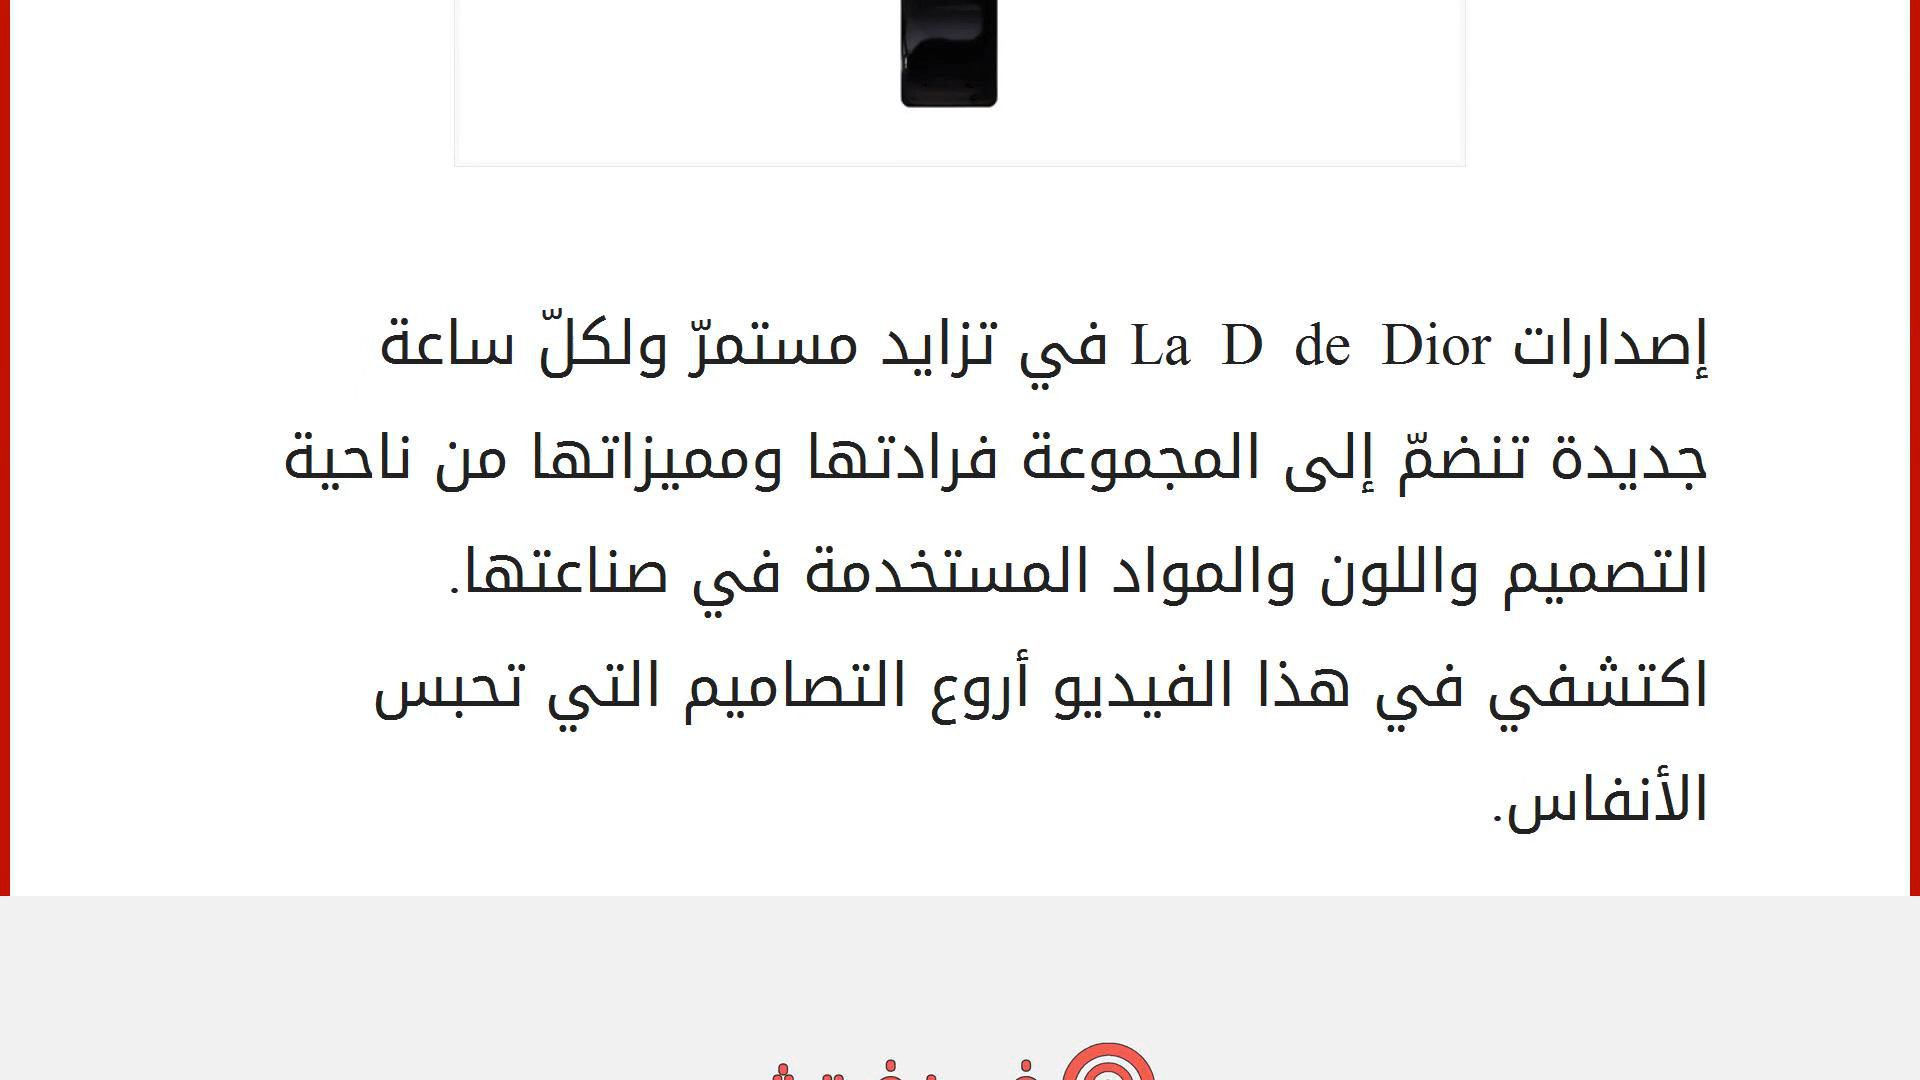 إصدارات La D de Dior في تزايد مستمرّ ولكلّ ساعة
جديدة تنضمّ إلى المجموعة فرادتها ومميزاتها من ناحية
التصميم واللون والمواد المستخدمة في صناعتها.
اكتشفي في هذا الفيديو أروع التصاميم التي تحبس
الأنفاس.